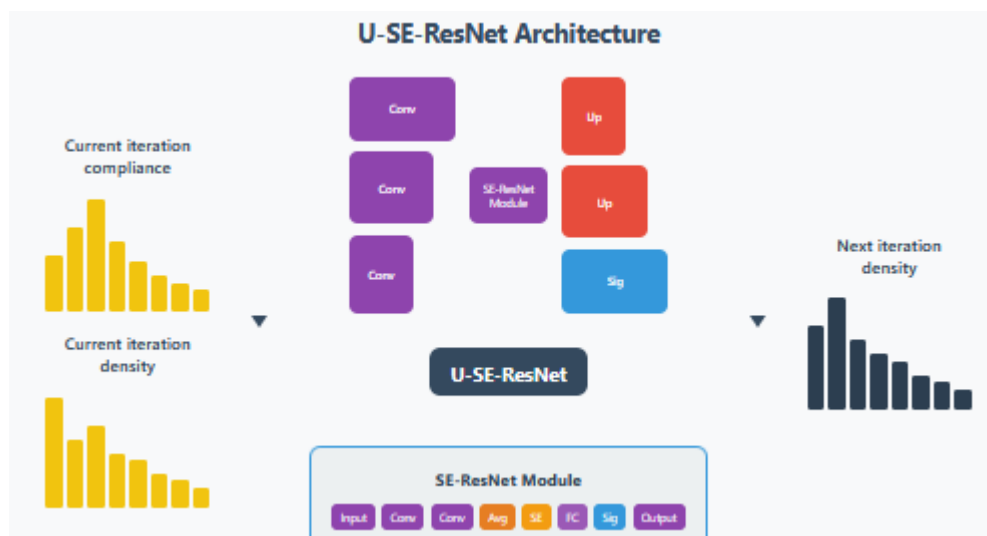 U-SE-ResNet Architecture
Current iteration
compliance
Current iteration
density
Conv
Conv
Conv
SE-ResNet
Module
Up
Up
Sig
U-SE-ResNet
Next iteration
density
SE-ResNet Module
Input
Conv
Conv
Avg
SE
FC
Sig
Output